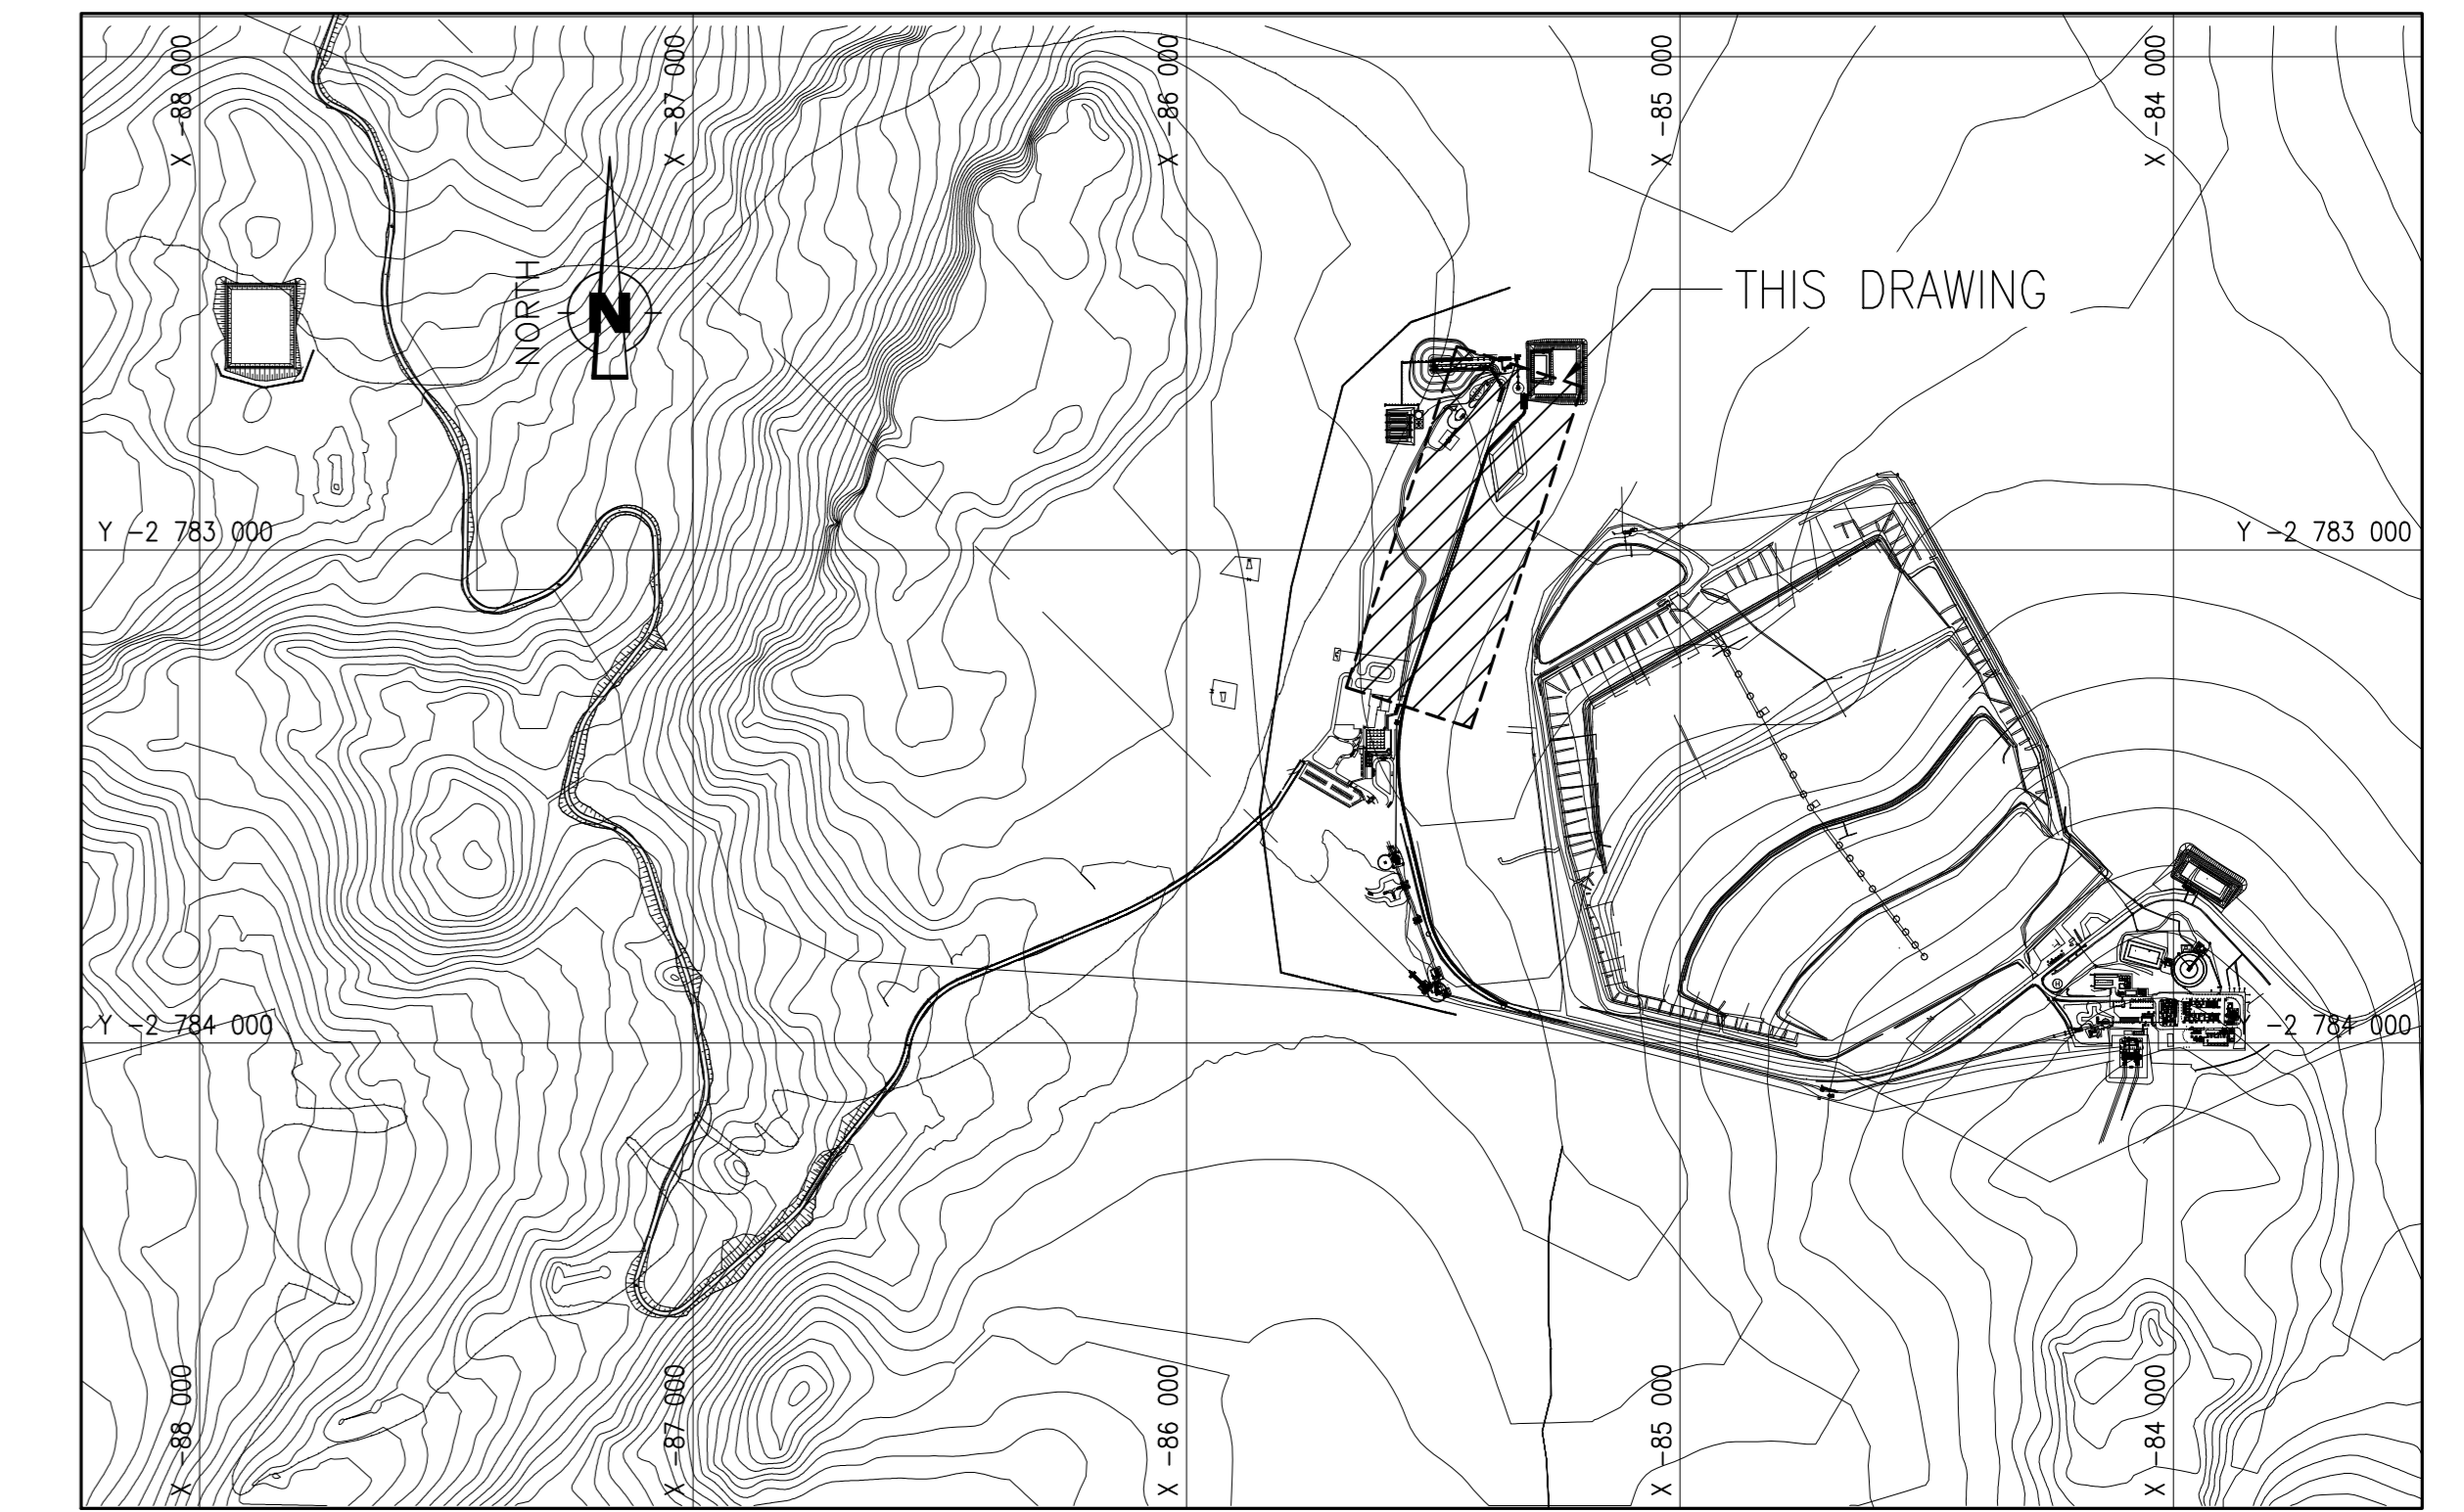 X -88 000
X -87 000
X -86 000
X -85 000
X -84 000
NORTH
N
THIS DRAWING
Y -2 783 000
Y -2 783 000
Y -2 784 000
Y -2 784 000
X -88 000
X -87 000
X -86 000
X -85 000
X -84 000